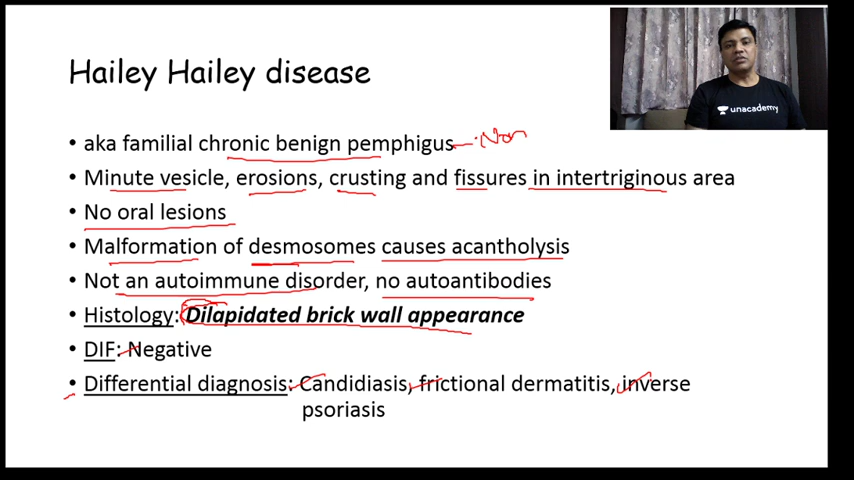 Hailey Hailey disease
unacademy
• aka familial chronic benign pemphigus Non
• Minute vesicle, erosions, crusting and fissures in intertriginous area
• No oral lesions
• Malformation of desmosomes causes acantholysis
• Not an autoimmune disorder, no autoantibodies
• Histology: Dilapidated brick wall appearance
• DIF: Negative
• Differential diagnosis: Candidiasis, frictional dermatitis, inverse
psoriasis